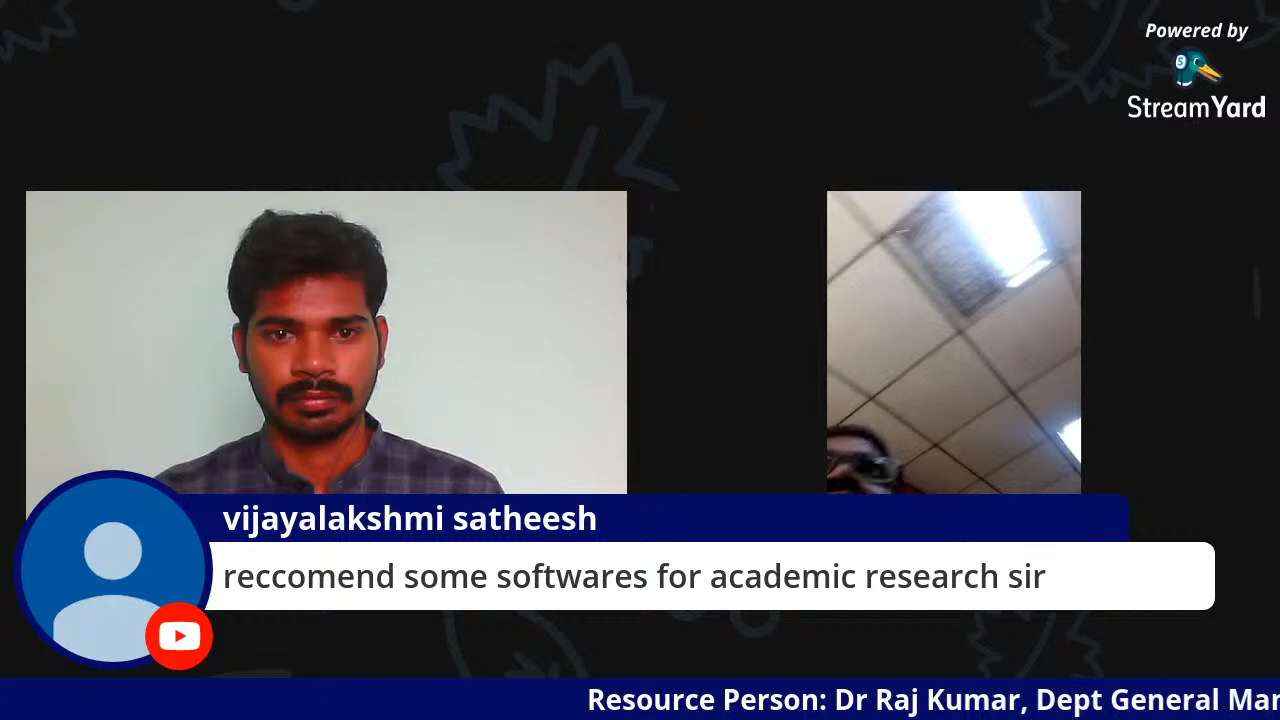 Powered by
StreamYard
vijayalakshmi satheesh
reccomend some softwares for academic research sir
Resource Person: Dr Raj Kumar, Dept General